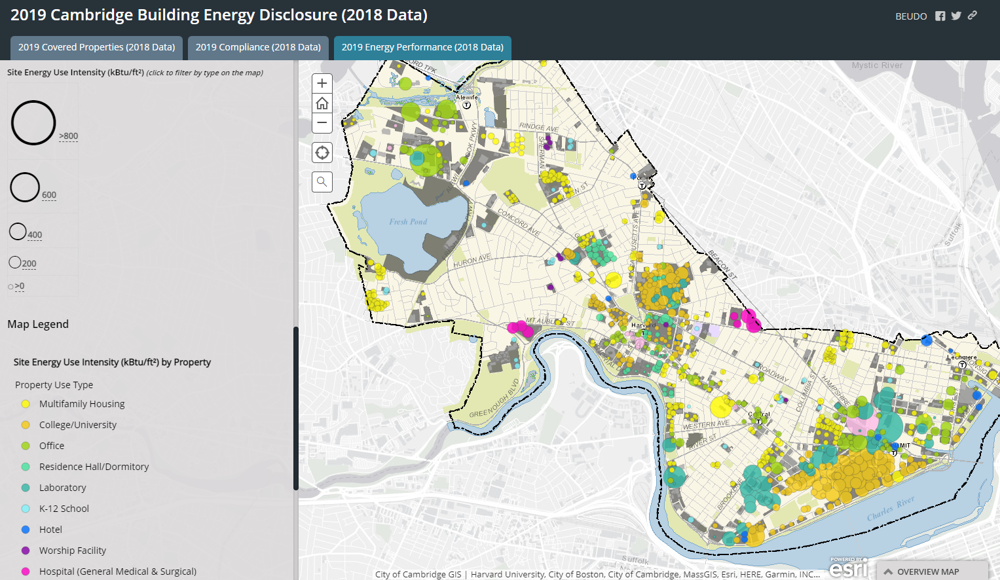 2019 Cambridge Building Energy Disclosure (2018 Data)
BEUDO
2019 Covered Properties (2018 Data)
2019 Compliance (2018 Data)
2019 Energy Performance (2018 Data)
Site Energy Use Intensity (kBtu/ft²) (click to filter by type on the map)
>800
600
400
200
>0
Map Legend
Site Energy Use Intensity (kBtu/ft²) by Property
Property Use Type
Multifamily Housing
College/University
Office
Residence Hall/Dormitory
Laboratory
K-12 School
Hotel
Worship Facility
Hospital (General Medical & Surgical)
Mystic River
Alewife
T
RINDGE AVE
SHERMAN
T
Fresh Pond
CONCORD AVE
MASSACHUSETTS AVE
Suffolk
BEACON ST
HURON AVE
MT AUBURN ST
Harvard
Lechmere
T
BROADWAY
HAMPSHIRE
COLUMBIA S
GREENOUGH BLVD
Central
T
WESTERN AVE
RIVER ST
MIT
T
BROOKLINE
Charles River
Suffolk
City of Cambridge GIS | Harvard University, City of Boston, City of Cambridge, MassGIS, Esri, HERE, Garmin, INC...
POWERED BY
esri
OVERVIEW MAP